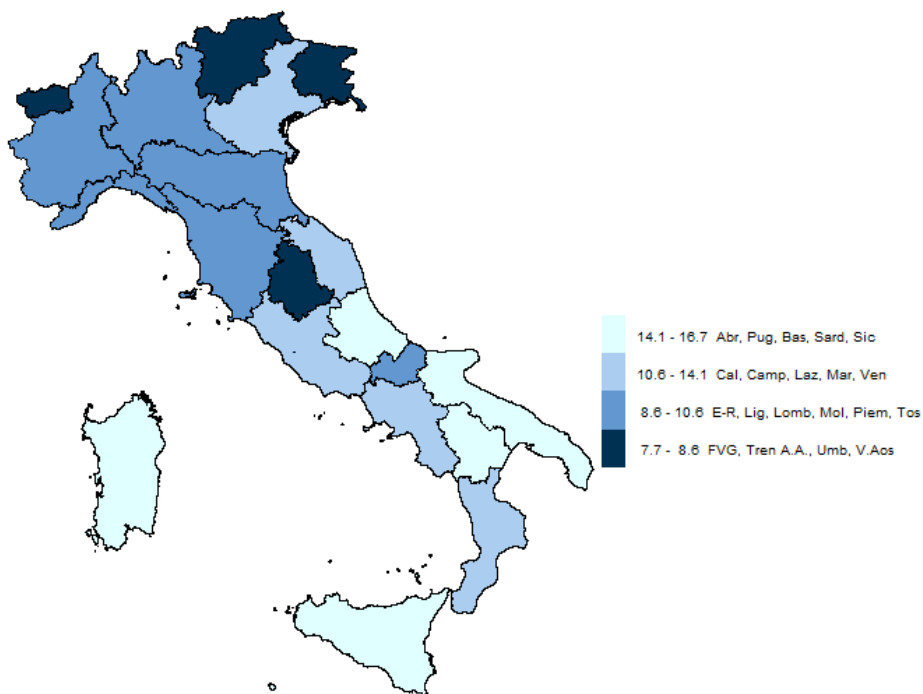 14.1 - 16.7 Abr, Pug, Bas, Sard, Sic
10.6 - 14.1 Cal, Camp, Laz, Mar, Ven
8.6 - 10.6 E-R, Lig, Lomb, Mol, Piem, Tos
7.7 - 8.6 FVG, Tren A.A., Umb, V.Aos